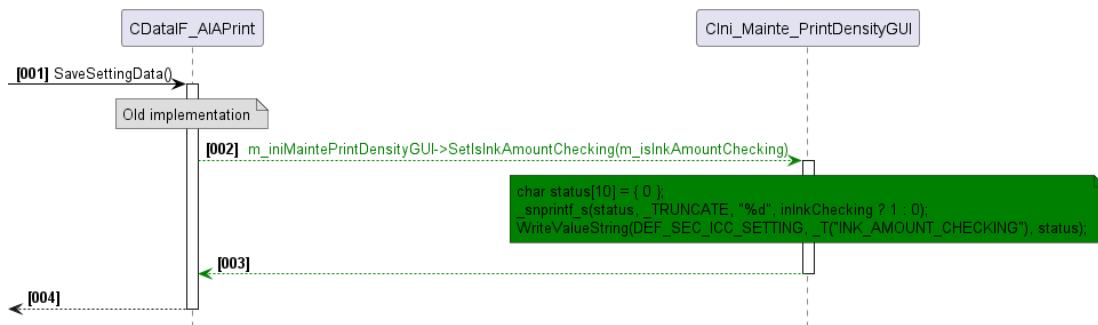 CDataIF_AIAPrint
CIni_Mainte_PrintDensityGUI
[001] SaveSettingData()
Old implementation
[002] m_iniMaintePrintDensityGUI->SetIsInkAmountChecking(m_isInkAmountChecking)
char status[10] = { 0 };
_snprintf_s(status, _TRUNCATE, "%d", inInkChecking ? 1 : 0);
WriteValueString(DEF_SEC_ICC_SETTING, _T("INK_AMOUNT_CHECKING"), status);
[003]
[004]